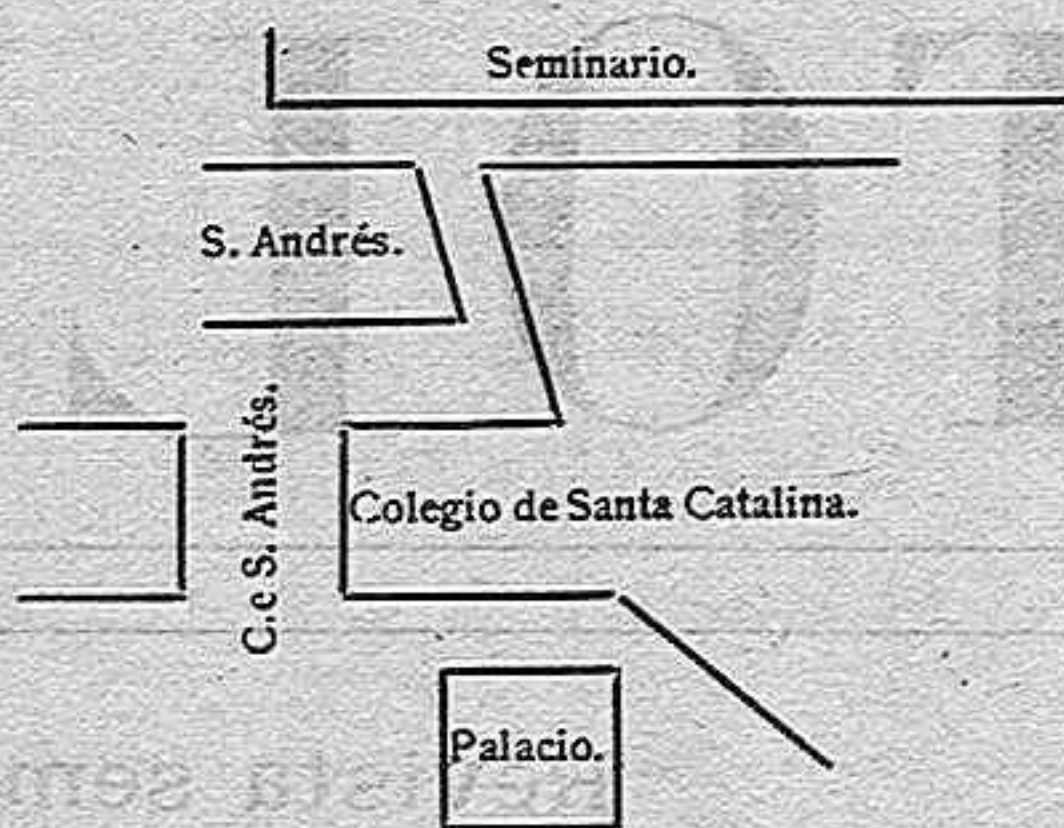 Seminario.
S. Andrés.
C.e S. Andrés.
Colegio de Santa Catalina.
Palacio.